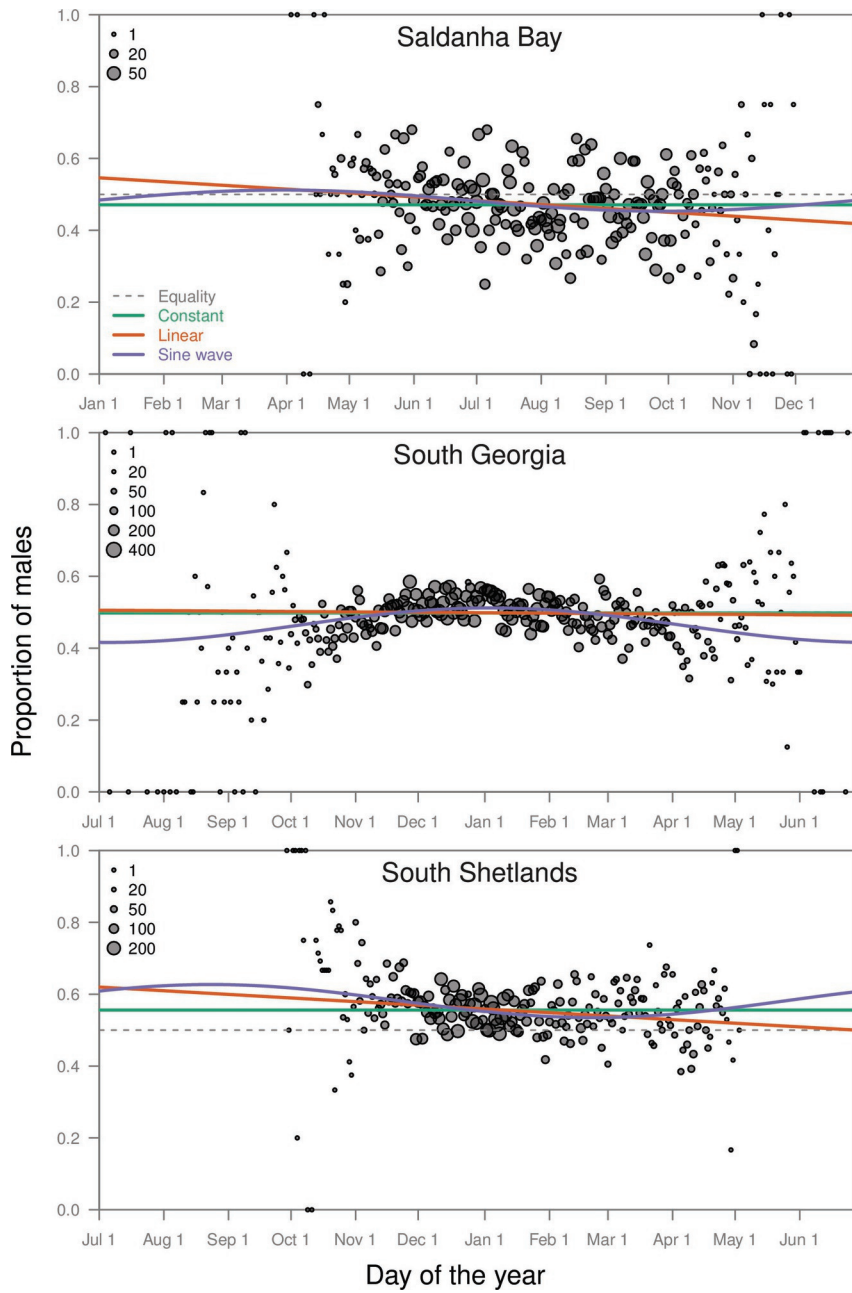 Saldanha Bay
1
20
50
1.0
0.8
0.6
0.4
0.2
0.0
Equality
Constant
Linear
Sine wave
Jan 1 Feb 1 Mar 1 Apr 1 May 1 Jun 1 Jul 1 Aug 1 Sep 1 Oct 1 Nov 1 Dec 1
South Georgia
1
20
50
100
200
400
1.0
0.8
0.6
0.4
0.2
0.0
Proportion of males
Jul 1 Aug 1 Sep 1 Oct 1 Nov 1 Dec 1 Jan 1 Feb 1 Mar 1 Apr 1 May 1 Jun 1
South Shetlands
1
20
50
100
200
1.0
0.8
0.6
0.4
0.2
0.0
Jul 1 Aug 1 Sep 1 Oct 1 Nov 1 Dec 1 Jan 1 Feb 1 Mar 1 Apr 1 May 1 Jun 1
Day of the year